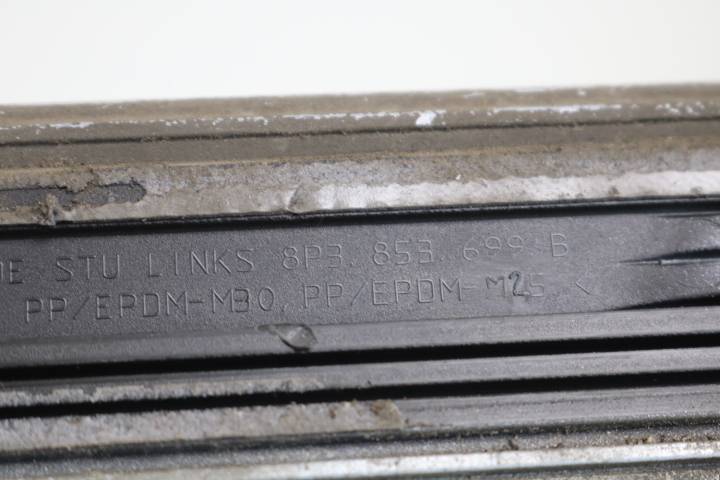 STU LINKS 8P3.853.699 B
PP/EPDM-M30,PP/EPDM-M25 <